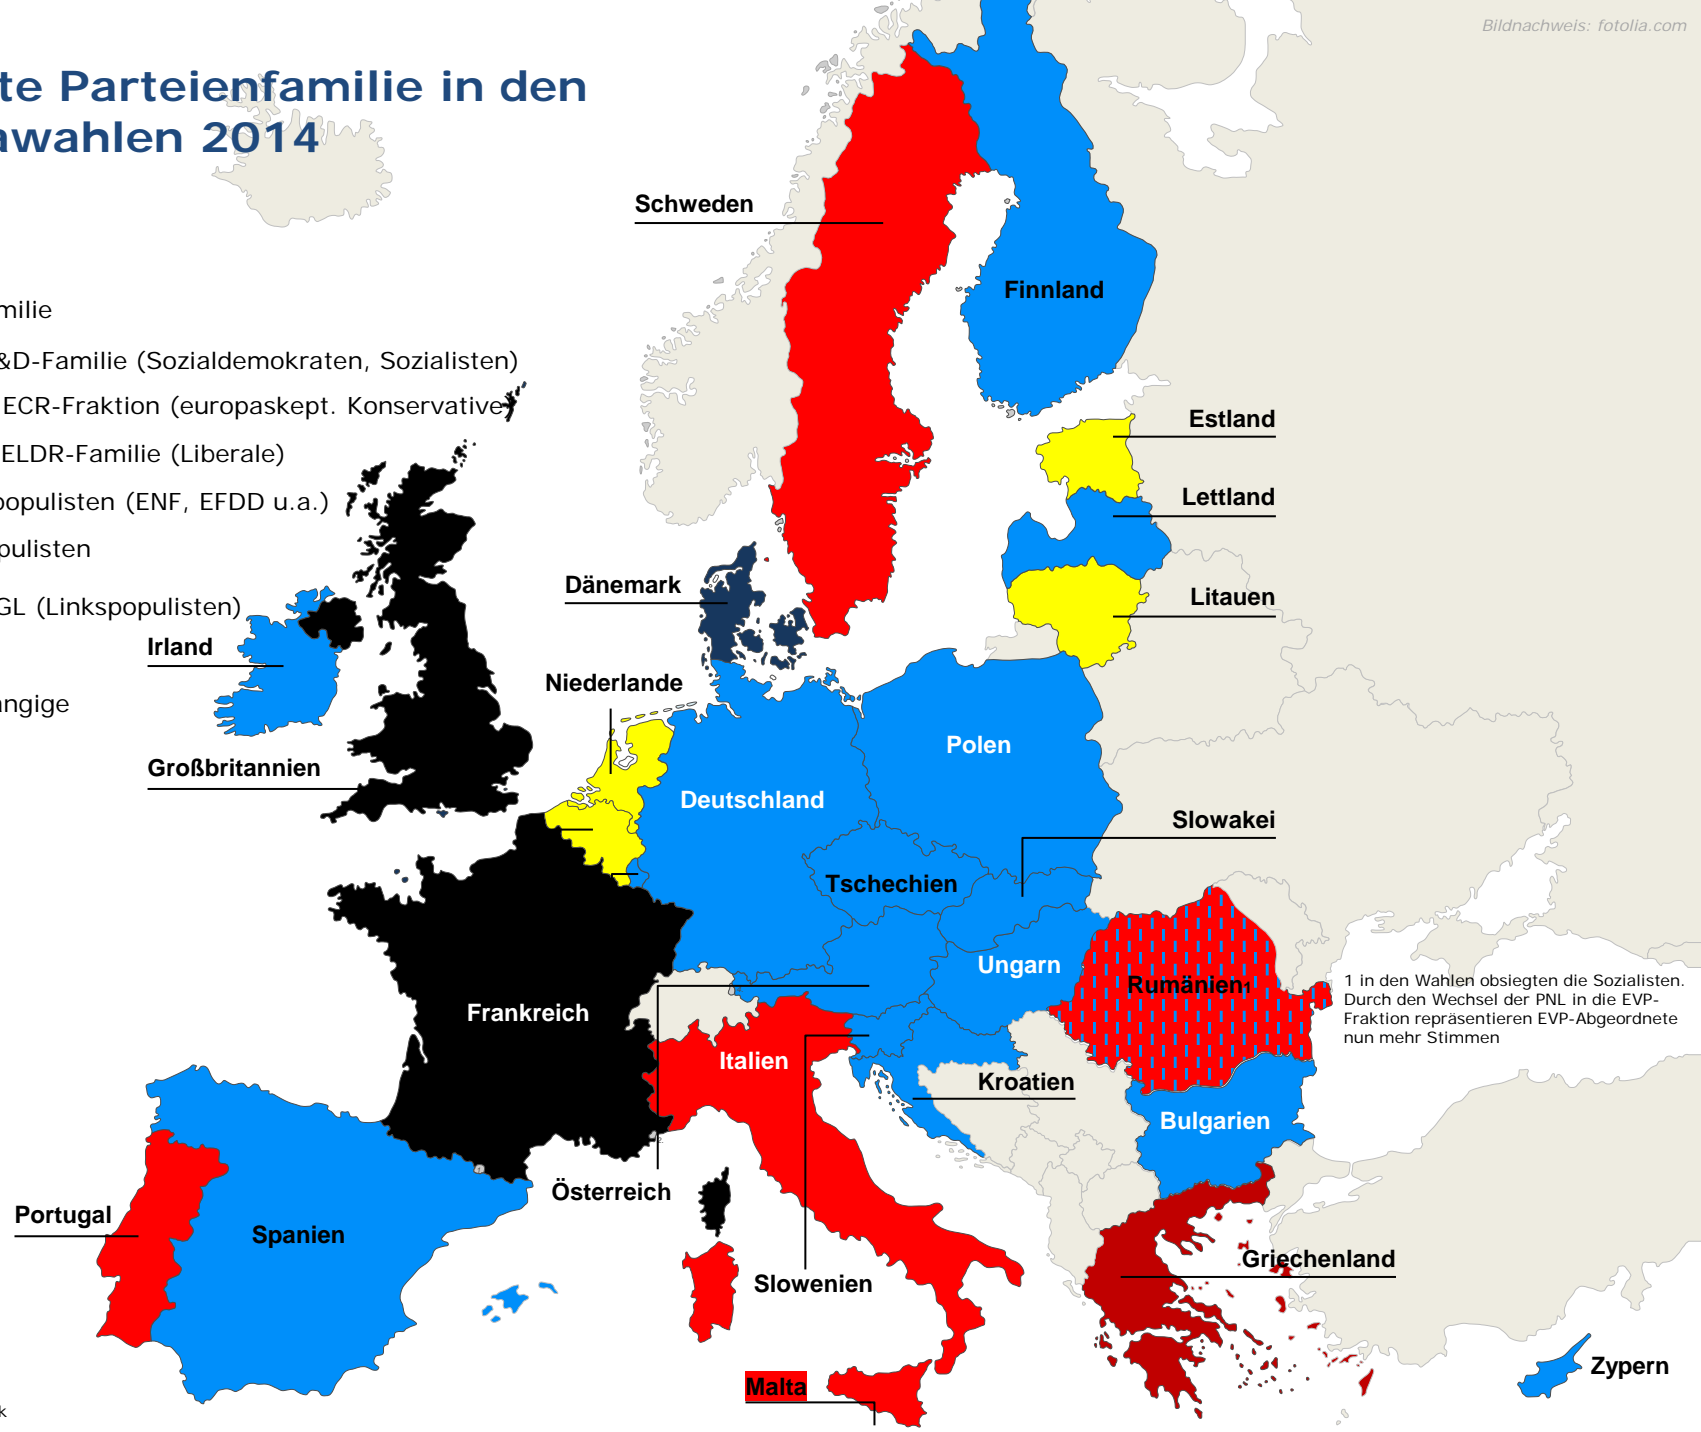 Bildnachweis: fotolia.com
te Parteienfamilie in den
awahlen 2014
milie
&D-Familie (Sozialdemokraten, Sozialisten)
ECR-Fraktion (europaskept. Konservative)
ELDR-Familie (Liberale)
populisten (ENF, EFDD u.a.)
pulisten
GL (Linkspopulisten)
ängige
Schweden
Finnland
Estland
Lettland
Litauen
Dänemark
Irland
Niederlande
Großbritannien
Polen
Deutschland
Slowakei
Tschechien
Ungarn
Rumänien1
1 in den Wahlen obsiegten die Sozialisten.
Durch den Wechsel der PNL in die EVP-
Fraktion repräsentieren EVP-Abgeordnete
nun mehr Stimmen
Frankreich
Italien
Kroatien
Bulgarien
Österreich
Portugal
Spanien
Slowenien
Griechenland
Malta
Zypern
k